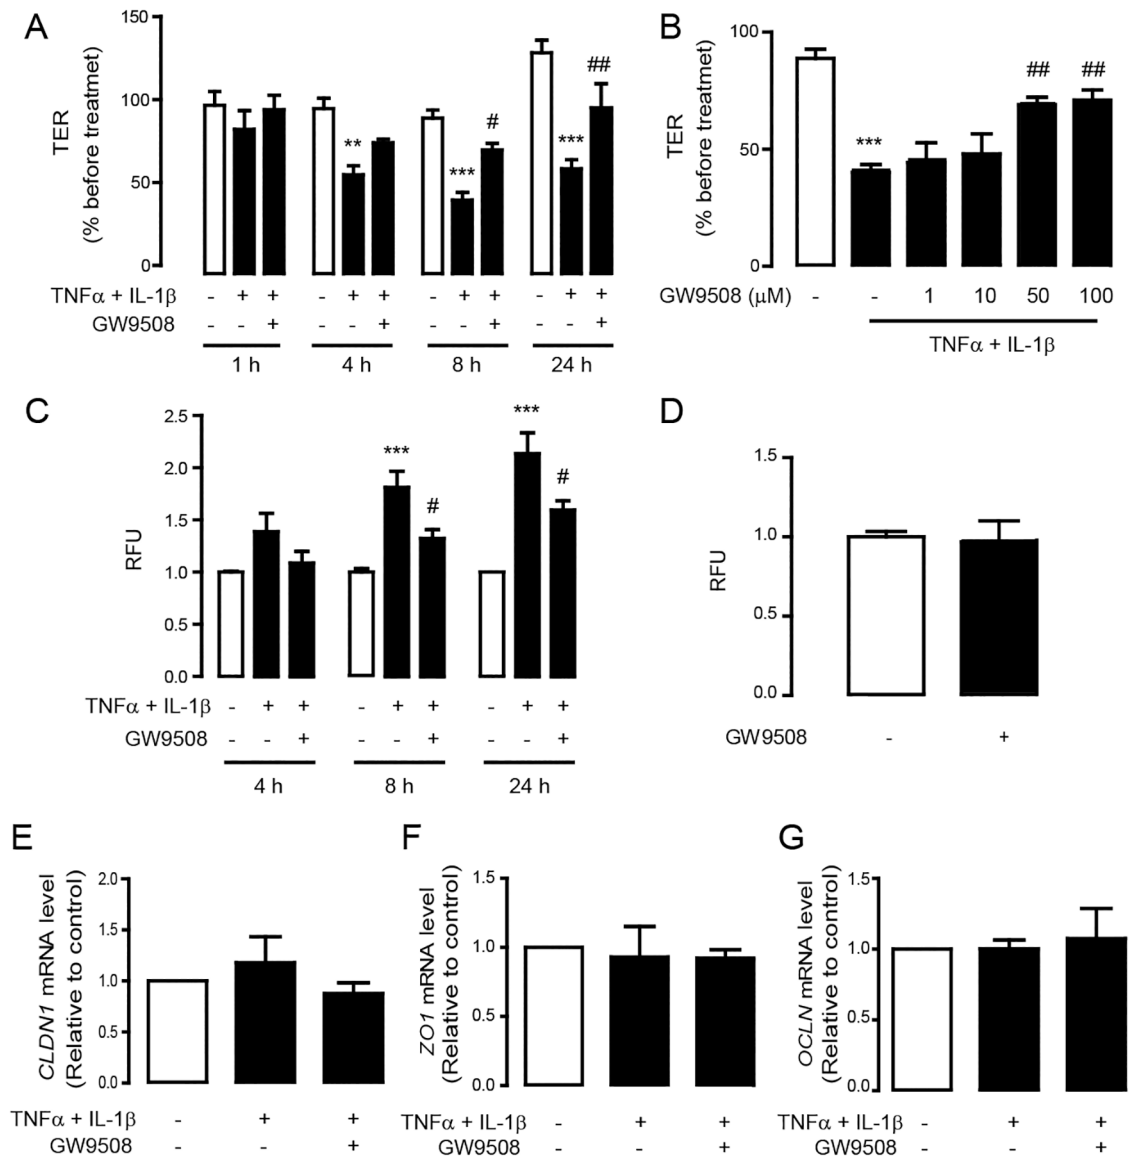 A
TER
(% before treatmet)
150
100
50
0
** *** # *** ##
TNFα + IL-1β - + + - + + - + + - + +
GW9508 - - + - - + - - + - - +
1 h 4 h 8 h 24 h
B
TER
(% before treatmet)
100
50
0
*** ## ##
GW9508 (μM) - - 1 10 50 100
TNFα + IL-1β
C
RFU
2.5
2.0
1.5
1.0
0.5
0.0
*** # *** #
TNFα + IL-1β - + + - + + - + +
GW9508 - - + - - + - - +
4 h 8 h 24 h
D
RFU
1.5
1.0
0.5
0.0
GW9508 - +
E
CLDN1 mRNA level
(Relative to control)
2.0
1.5
1.0
0.5
0.0
TNFα + IL-1β - + +
GW9508 - - +
F
ZO1 mRNA level
(Relative to control)
1.5
1.0
0.5
0.0
TNFα + IL-1β - + +
GW9508 - - +
G
OCLN mRNA level
(Relative to control)
1.5
1.0
0.5
0.0
TNFα + IL-1β - + +
GW9508 - - +